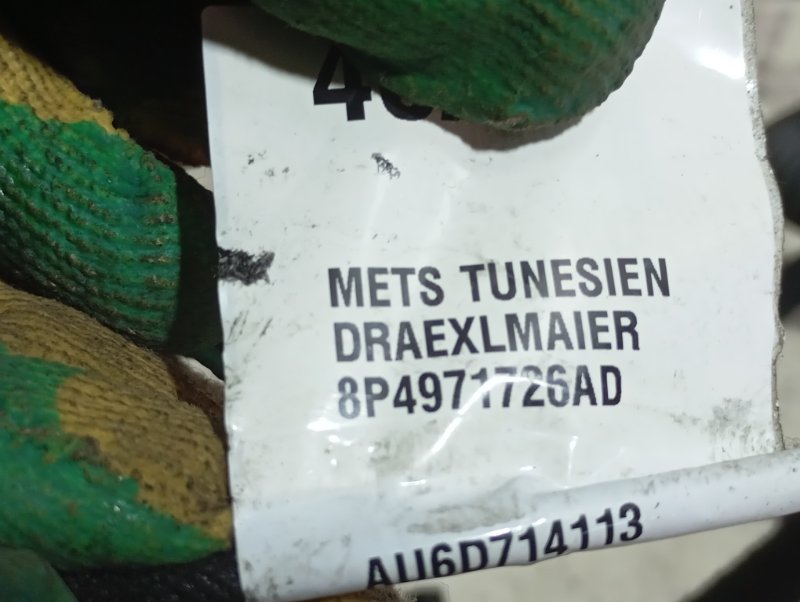 METS TUNESIEN
DRAEXLMAIER
8P4971726AD
AU6D714113